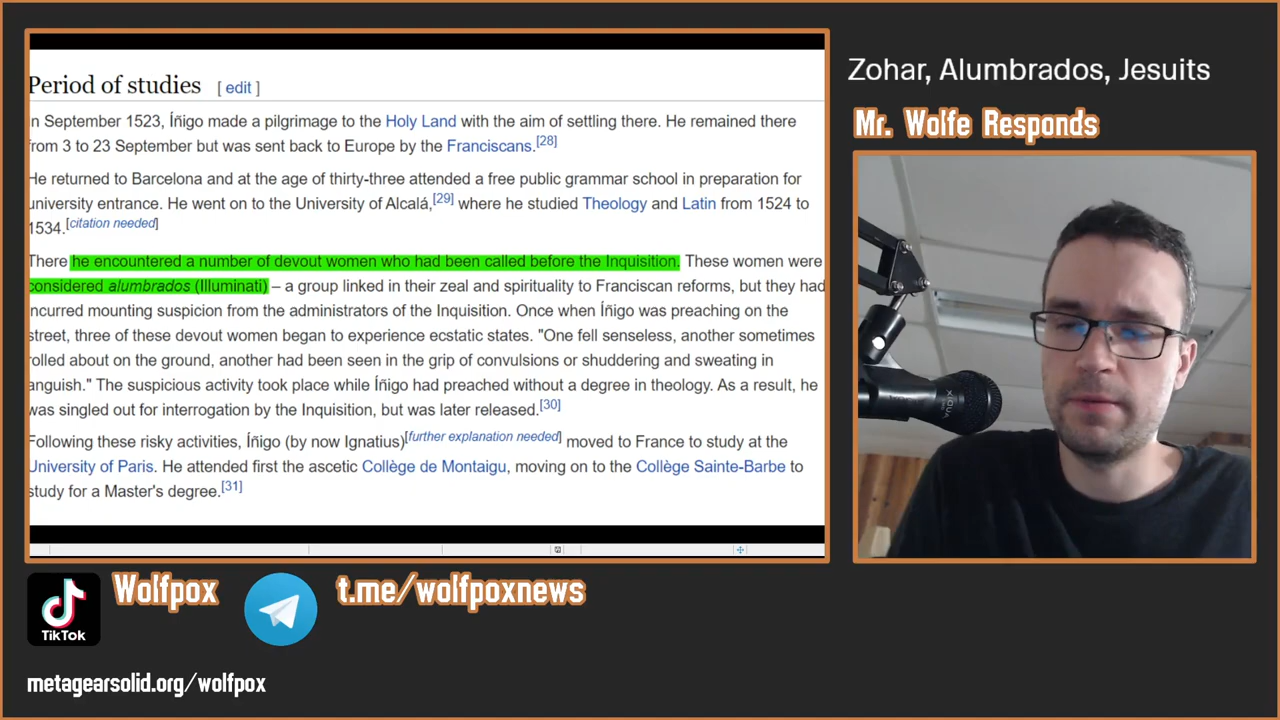 Period of studies [ edit ]
n September 1523, Íñigo made a pilgrimage to the Holy Land with the aim of settling there. He remained there
from 3 to 23 September but was sent back to Europe by the Franciscans.[28]
He returned to Barcelona and at the age of thirty-three attended a free public grammar school in preparation for
university entrance. He went on to the University of Alcalá,[29] where he studied Theology and Latin from 1524 to
1534.[citation needed]
There he encountered a number of devout women who had been called before the Inquisition. These women were
considered alumbrados (Illuminati) – a group linked in their zeal and spirituality to Franciscan reforms, but they had
ncurred mounting suspicion from the administrators of the Inquisition. Once when Íñigo was preaching on the
street, three of these devout women began to experience ecstatic states. "One fell senseless, another sometimes
rolled about on the ground, another had been seen in the grip of convulsions or shuddering and sweating in
anguish." The suspicious activity took place while Íñigo had preached without a degree in theology. As a result, he
was singled out for interrogation by the Inquisition, but was later released.[30]
Following these risky activities, Íñigo (by now Ignatius)[further explanation needed] moved to France to study at the
University of Paris. He attended first the ascetic Collège de Montaigu, moving on to the Collège Sainte-Barbe to
study for a Master's degree.[31]
Zohar, Alumbrados, Jesuits
Mr. Wolfe Responds
TikTok
Wolfpox
t.me/wolfpoxnews
metagearsolid.org/wolfpox